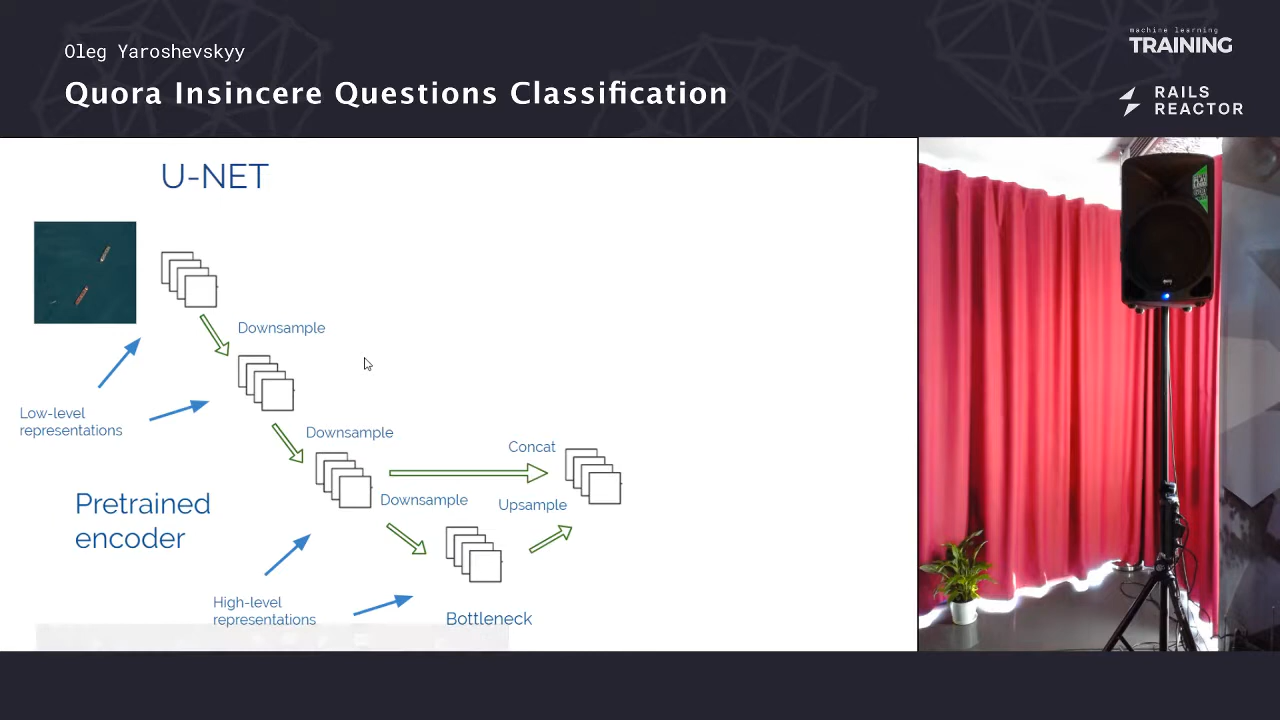 Oleg Yaroshevskyy
Quora Insincere Questions Classification
machine learning
TRAINING
RAILS
REACTOR
U-NET
Downsample
Low-level
representations
Downsample
Concat
Downsample
Upsample
Pretrained
encoder
High-level
representations
Bottleneck